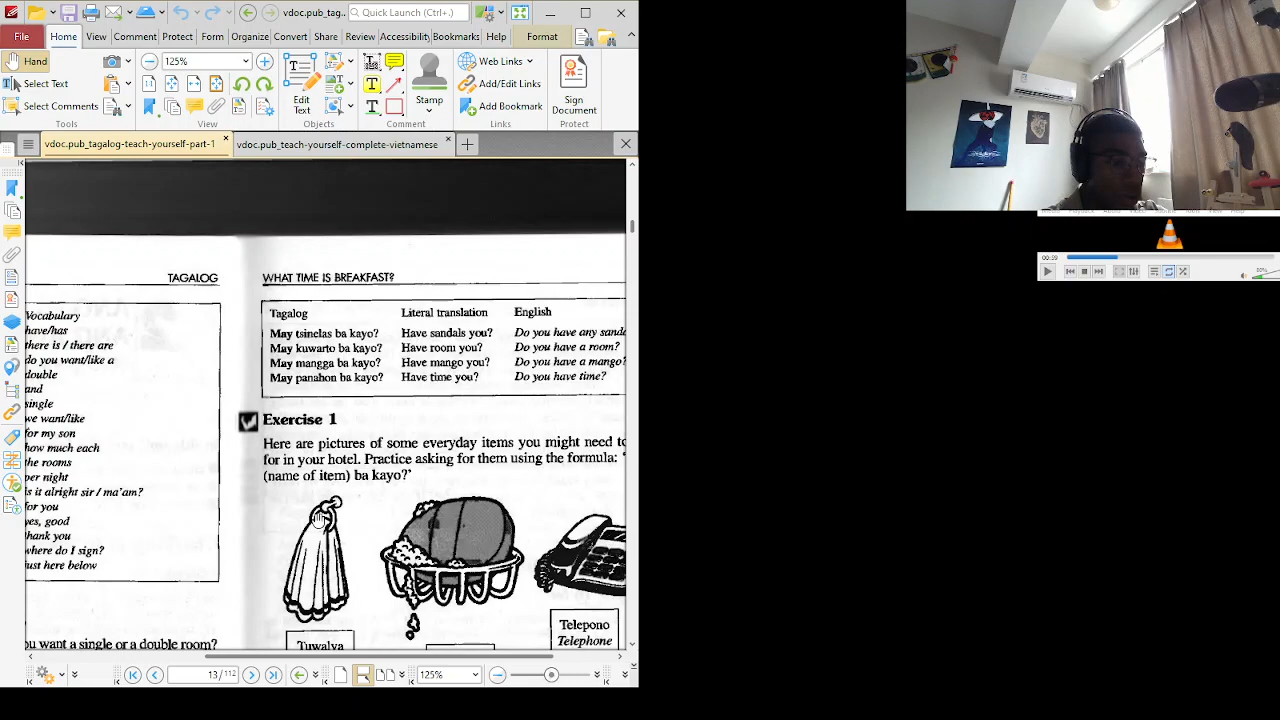 vdoc.pub_tag..
Quick Launch (Ctrl+.)
File
Home
View
Comment
Protect
Form
Organize
Convert
Share
Review
Accessibility
Bookmarks
Help
Format
Hand
Select Text
Select Comments
Tools
125%
View
Edit
Text
Objects
Stamp
Comment
Web Links
Add/Edit Links
Add Bookmark
Links
Sign
Document
Protect
vdoc.pub_tagalog-teach-yourself-part-1
vdoc.pub_teach-yourself-complete-vietnamese
TAGALOG
Vocabulary
have/has
there is / there are
do you want/like a
double
and
single
we want/like
for my son
how much each
the rooms
per night
is it alright sir / ma'am?
for you
yes, good
thank you
where do I sign?
just here below
ou want a single or a double room?
WHAT TIME IS BREAKFAST?
Tagalog Literal translation English
May tsinelas ba kayo? Have sandals you? Do you have any sanda
May kuwarto ba kayo? Have room you? Do you have a room?
May mangga ba kayo? Have mango you? Do you have a mango?
May panahon ba kayo? Have time you? Do you have time?
Exercise 1
Here are pictures of some everyday items you might need to
for in your hotel. Practice asking for them using the formula: '
(name of item) ba kayo?'
Tuwalya
Telepono
Telephone
13 / 112
125%
00:59